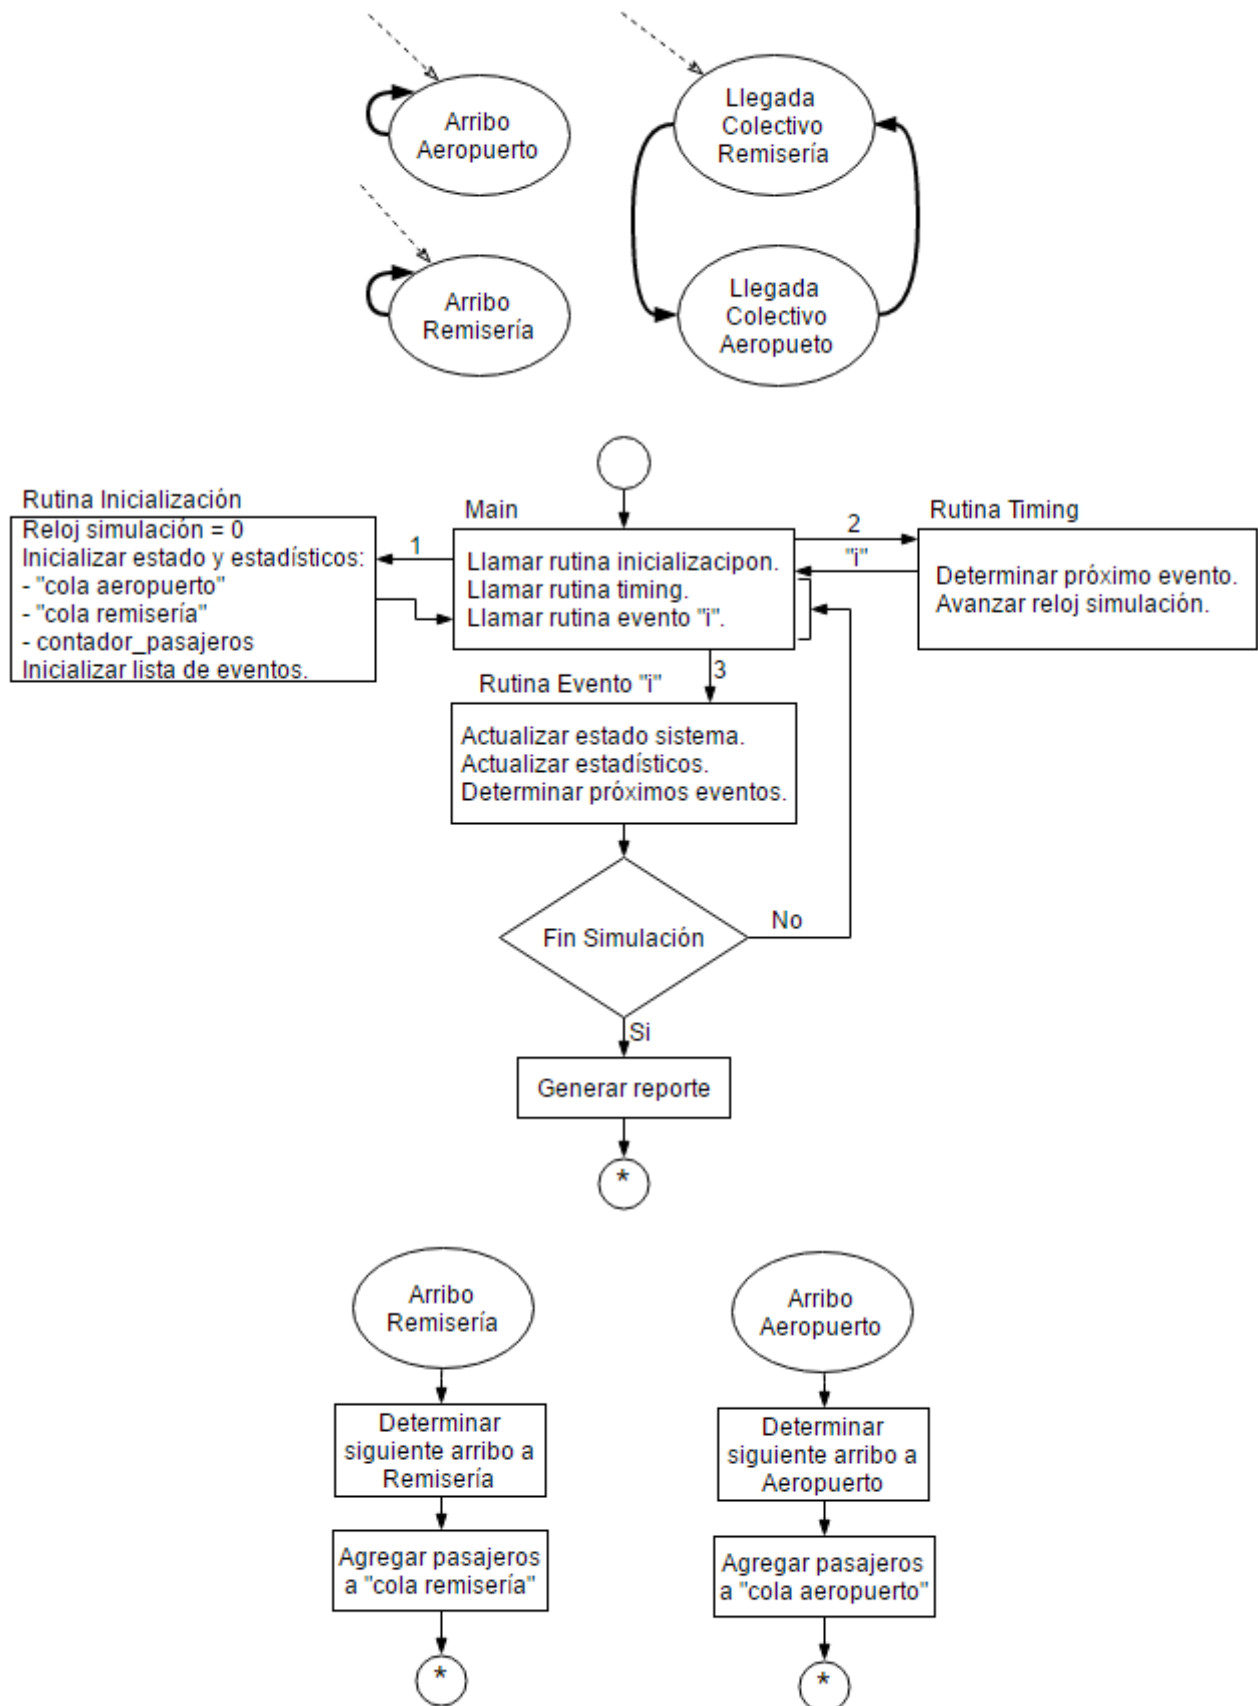 Arribo
Aeropuerto
Llegada
Colectivo
Remisería
Arribo
Remisería
Llegada
Colectivo
Aeropueto
Rutina Inicialización
Reloj simulación = 0
Inicializar estado y estadísticos:
- "cola aeropuerto"
- "cola remisería"
- contador_pasajeros
Inicializar lista de eventos.
1
Main
Llamar rutina inicializacipon.
Llamar rutina timing.
Llamar rutina evento "i".
2
"i"
Rutina Timing
Determinar próximo evento.
Avanzar reloj simulación.
3
Rutina Evento "i"
Actualizar estado sistema.
Actualizar estadísticos.
Determinar próximos eventos.
Fin Simulación
No
Si
Generar reporte
*
Arribo
Remisería
Determinar
siguiente arribo a
Remisería
Agregar pasajeros
a "cola remisería"
*
Arribo
Aeropuerto
Determinar
siguiente arribo a
Aeropuerto
Agregar pasajeros
a "cola aeropuerto"
*